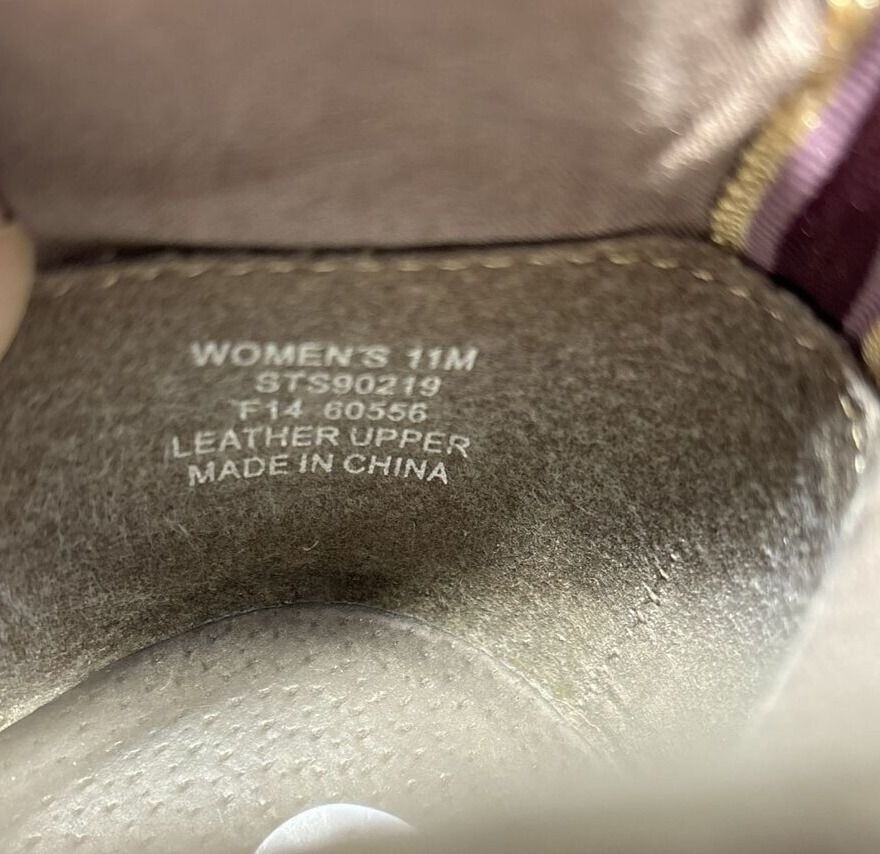 WOMEN'S 11M
STS90219
F14 60556
LEATHER UPPER
MADE IN CHINA